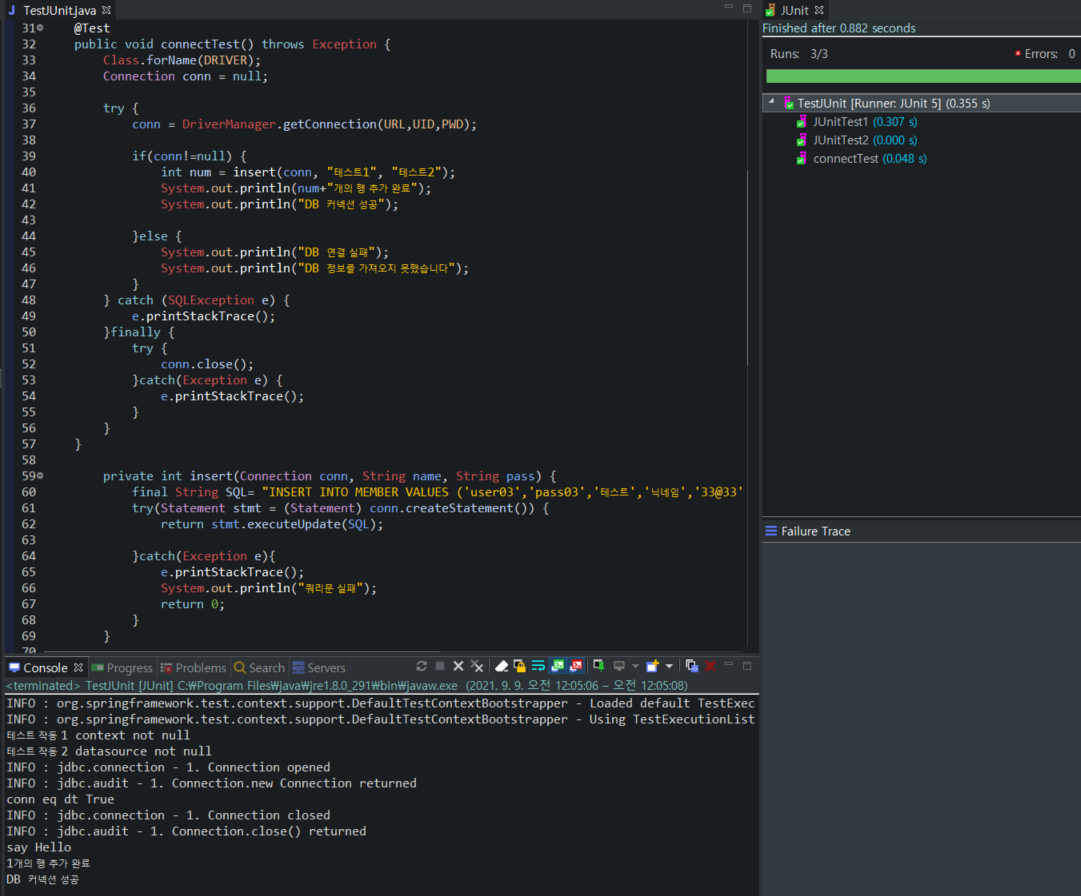 TestJUnit.java
31 @Test
32 public void connectTest() throws Exception {
33 Class.forName(DRIVER);
34 Connection conn = null;
35
36 try {
37 conn = DriverManager.getConnection(URL,UID,PWD);
38
39 if(conn!=null) {
40 int num = insert(conn, "테스트1", "테스트2");
41 System.out.println(num+"개의 행 추가 완료");
42 System.out.println("DB 커넥션 성공");
43
44 }else {
45 System.out.println("DB 연결 실패");
46 System.out.println("DB 정보를 가져오지 못했습니다");
47 }
48 } catch (SQLException e) {
49 e.printStackTrace();
50 }finally {
51 try {
52 conn.close();
53 }catch(Exception e) {
54 e.printStackTrace();
55 }
56 }
57 }
58
59 private int insert(Connection conn, String name, String pass) {
60 final String SQL= "INSERT INTO MEMBER VALUES ('user03','pass03','테스트','닉네임','33@33'
61 try(Statement stmt = (Statement) conn.createStatement()) {
62 return stmt.executeUpdate(SQL);
63
64 }catch(Exception e){
65 e.printStackTrace();
66 System.out.println("쿼리문 실패");
67 return 0;
68 }
69 }
70
JUnit
Finished after 0.882 seconds
Runs: 3/3 Errors: 0
TestJUnit [Runner: JUnit 5] (0.355 s)
JUnitTest1 (0.307 s)
JUnitTest2 (0.000 s)
connectTest (0.048 s)
Failure Trace
Console Progress Problems Search Servers
<terminated> TestJUnit [JUnit] C:₩Program Files₩java₩jre1.8.0_291₩bin₩javaw.exe (2021. 9. 9. 오전 12:05:06 – 오전 12:05:08)
INFO : org.springframework.test.context.support.DefaultTestContextBootstrapper - Loaded default TestExec
INFO : org.springframework.test.context.support.DefaultTestContextBootstrapper - Using TestExecutionList
테스트 작동 1 context not null
테스트 작동 2 datasource not null
INFO : jdbc.connection - 1. Connection opened
INFO : jdbc.audit - 1. Connection.new Connection returned
conn eq dt True
INFO : jdbc.connection - 1. Connection closed
INFO : jdbc.audit - 1. Connection.close() returned
say Hello
1개의 행 추가 완료
DB 커넥션 성공